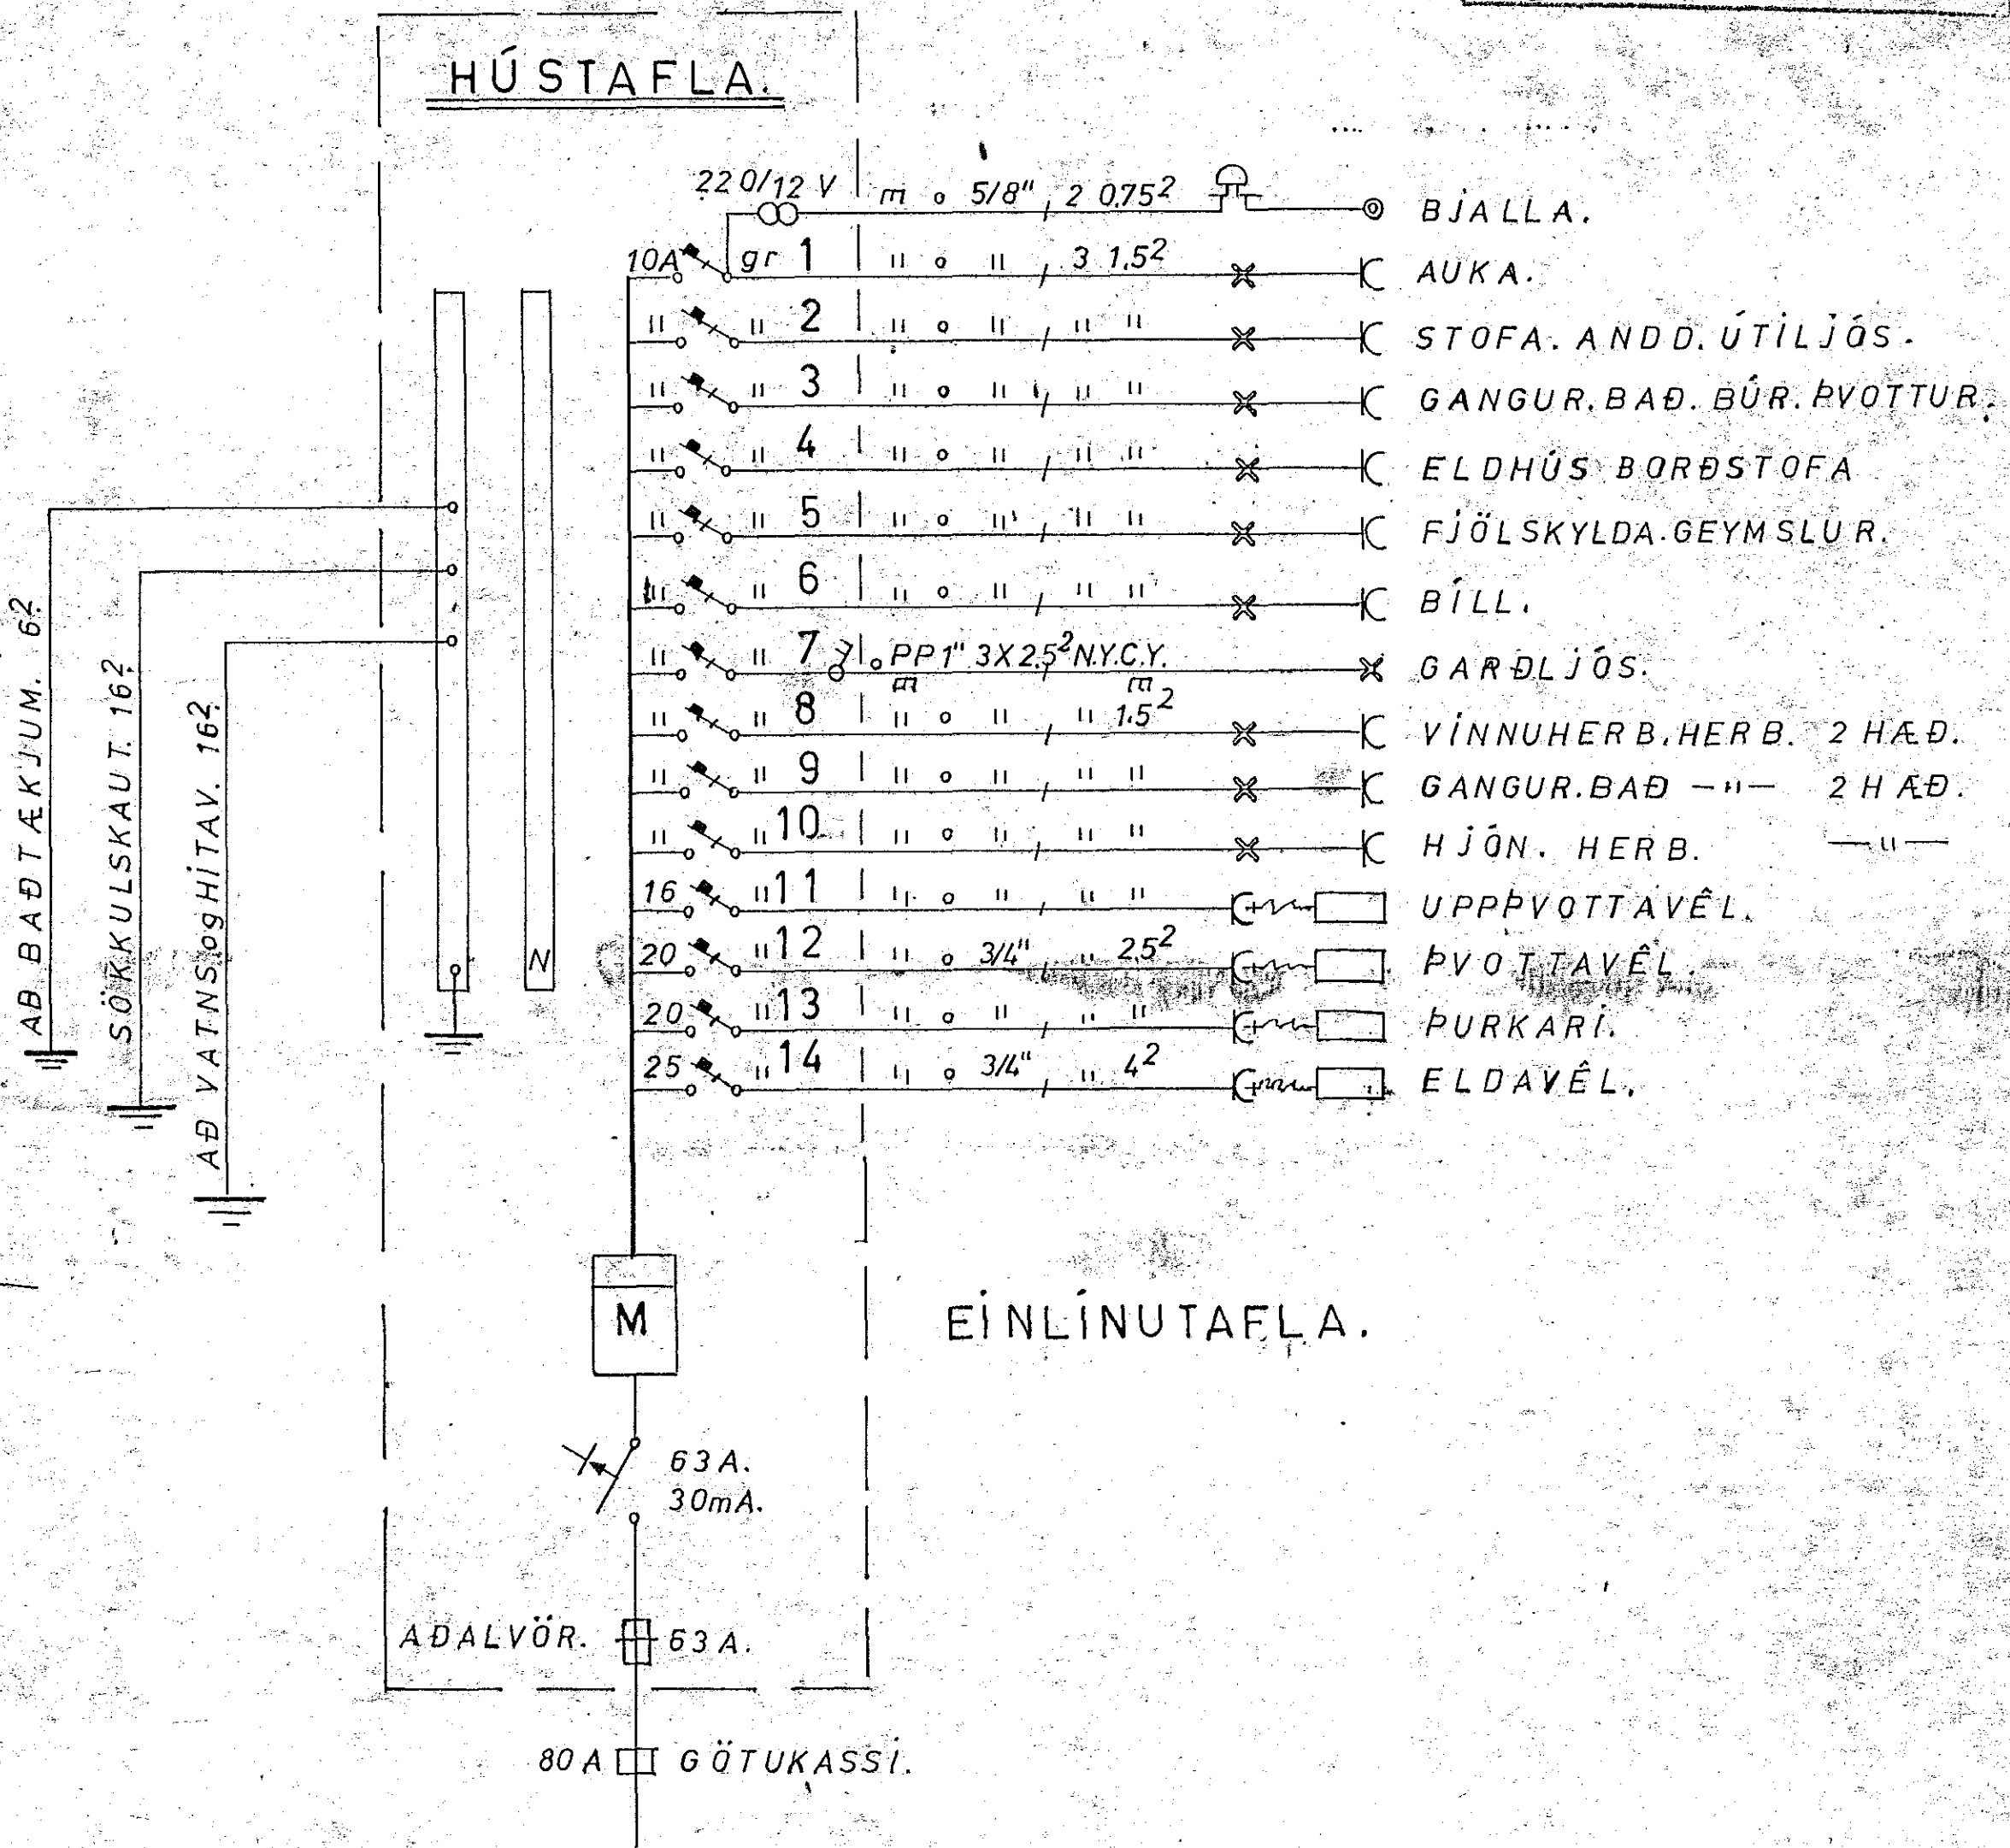 HÚSTAFLA.
220/12 V m o 5/8", 2 0,75² BJALLA.
10A gr 1 " o " , 3 1,5² AUKA.
" " 2 " o " " " STOFA. ANDD. ÚTILJÓS.
" " 3 " o " " " GANGUR. BAÐ. BÚR. ÞVOTTUR.
" " 4 " o " " " ELDHÚS BORÐSTOFA
" " 5 " o " " " FJÖLSKYLDA. GEYMSLUR.
" " 6 " o " " " BÍLL.
" " 7 o PP 1" 3X2,5² N.Y.C.Y. GARÐLJÓS.
m m
" " 8 " o " " 1,5² VINNUHERB. HERB. 2 HÆÐ.
" " 9 " o " " " GANGUR. BAÐ —"— 2 HÆÐ.
" " 10 " o " " " HJÓN. HERB. —"—
16 " 11 " o " " " UPPÞVOTTAVÊL.
20 " 12 " o 3/4" " 2,5² ÞVOTTAVÊL.
20 " 13 " o " " " ÞURKARI.
25 " 14 " o 3/4" " 4² ELDAVÊL.
AÐ BAÐTÆKJUM. 6².
SÖKKULSKAUT. 16².
AÐ VATNS og HITAV. 16².
N
M
EINLÍNUTAFLA.
63 A.
30mA.
AÐALVÖR. 63 A.
80 A GÖTUKASSI.